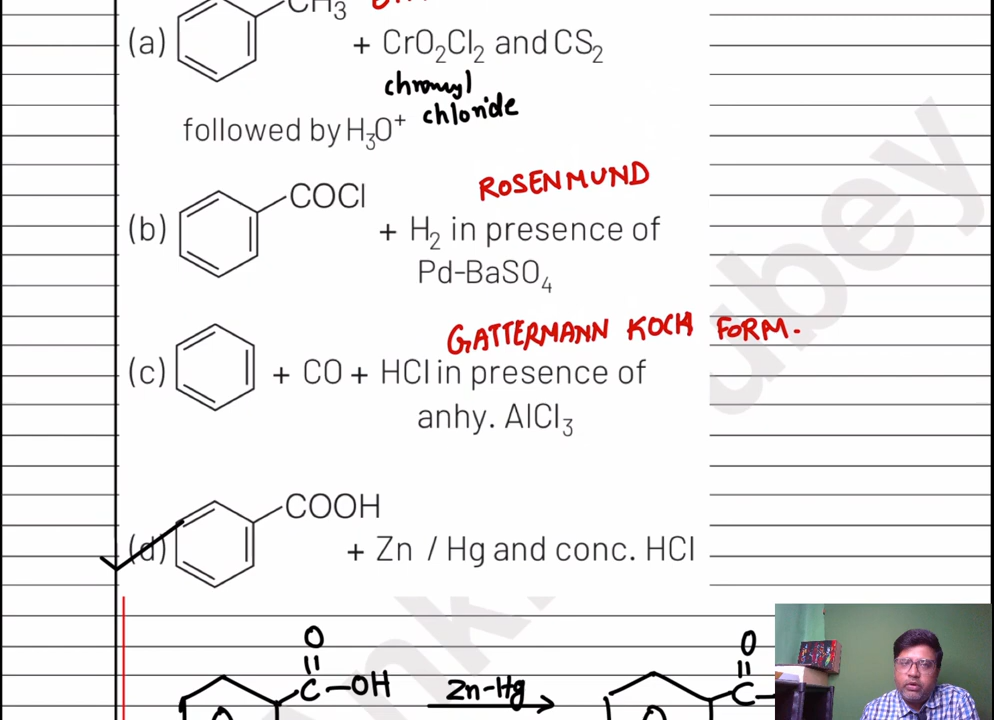 CH3
(a)
+ CrO2Cl2 and CS2
chromyl
chloride
followed by H3O+
ROSENMUND
COCl
(b)
+ H2 in presence of
Pd-BaSO4
GATTERMANN KOCH FORM.
(c) + CO + HCl in presence of
anhy. AlCl3
COOH
(d) + Zn / Hg and conc. HCl
O
C-OH
Zn-Hg
O
C-